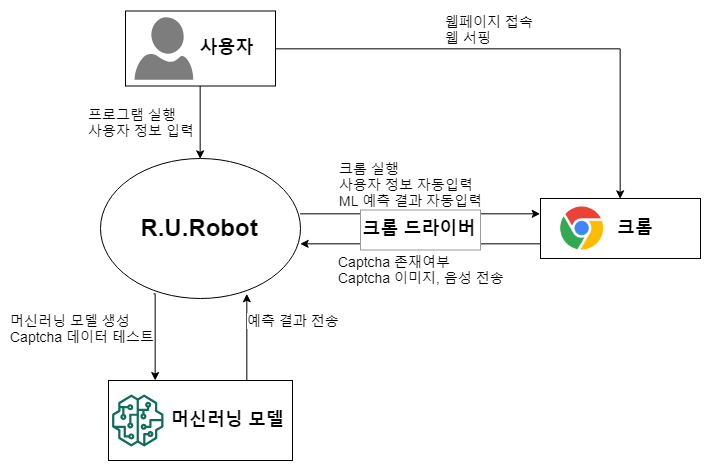 사용자
웹페이지 접속
웹 서핑
프로그램 실행
사용자 정보 입력
크롬 실행
사용자 정보 자동입력
ML 예측 결과 자동입력
R.U.Robot
크롬 드라이버
크롬
Captcha 존재여부
Captcha 이미지, 음성 전송
머신러닝 모델 생성
Captcha 데이터 테스트
예측 결과 전송
머신러닝 모델